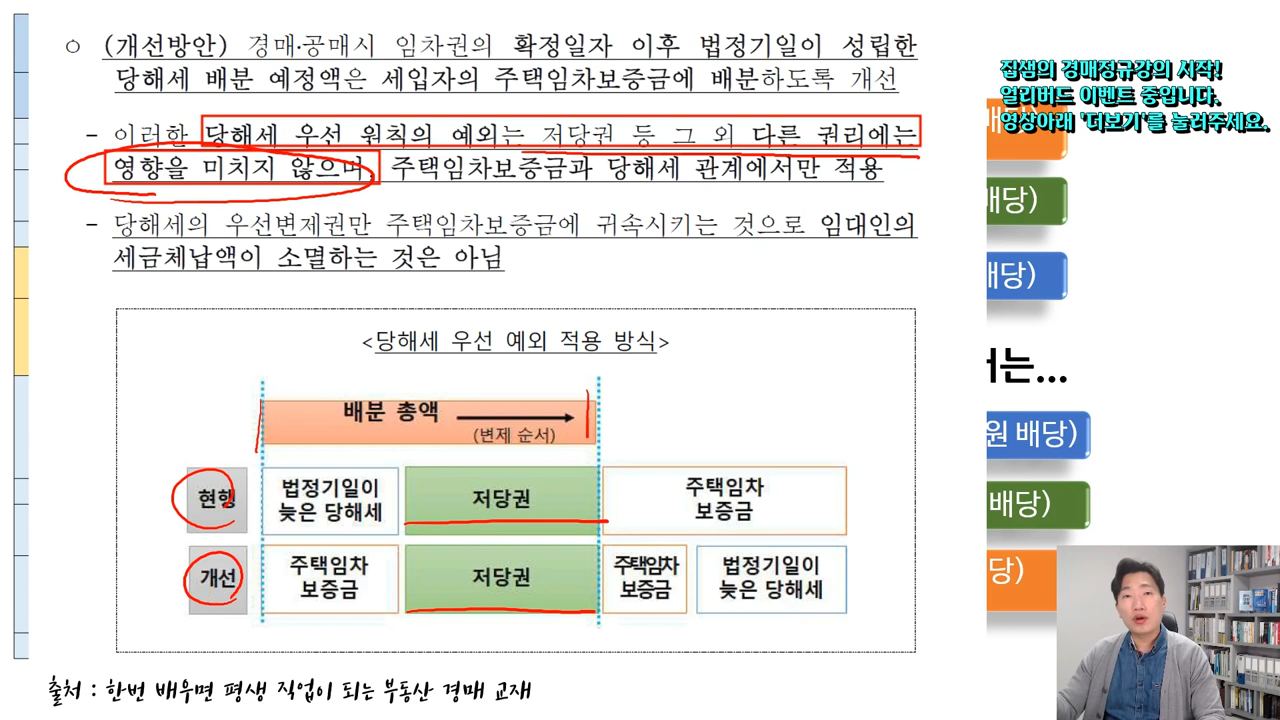 ○ (개선방안) 경매·공매시 임차권의 확정일자 이후 법정기일이 성립한
당해세 배분 예정액은 세입자의 주택임차보증금에 배분하도록 개선
- 이러한 당해세 우선 원칙의 예외는 저당권 등 그 외 다른 권리에는
영향을 미치지 않으며, 주택임차보증금과 당해세 관계에서만 적용
- 당해세의 우선변제권만 주택임차보증금에 귀속시키는 것으로 임대인의
세금체납액이 소멸하는 것은 아님
<당해세 우선 예외 적용 방식>
배분 총액
(변제 순서)
현행
법정기일이
늦은 당해세
저당권
주택임차
보증금
개선
주택임차
보증금
저당권
주택임차
보증금
법정기일이
늦은 당해세
출처 : 한번 배우면 평생 직업이 되는 부동산 경매 교재
집샘의 경매정규강의 시작!
얼리버드 이벤트 중입니다.
영상아래 '더보기'를 눌러주세요.
배당)
배당)
는...
원 배당)
배당)
당)